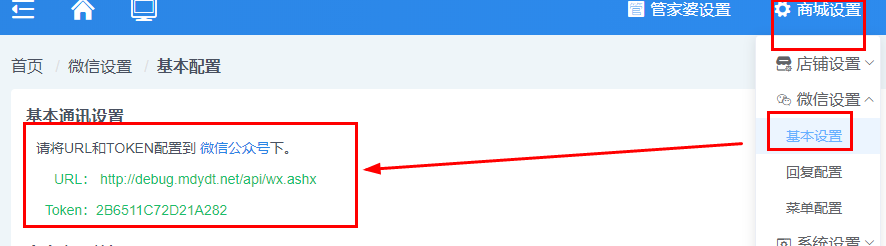 管家婆设置
商城设置
首页 / 微信设置 / 基本配置
店铺设置
微信设置
基本设置
回复配置
菜单配置
系统设置
基本通讯设置
请将URL和TOKEN配置到 微信公众号下。
URL: http://debug.mdydt.net/api/wx.ashx
Token: 2B6511C72D21A282